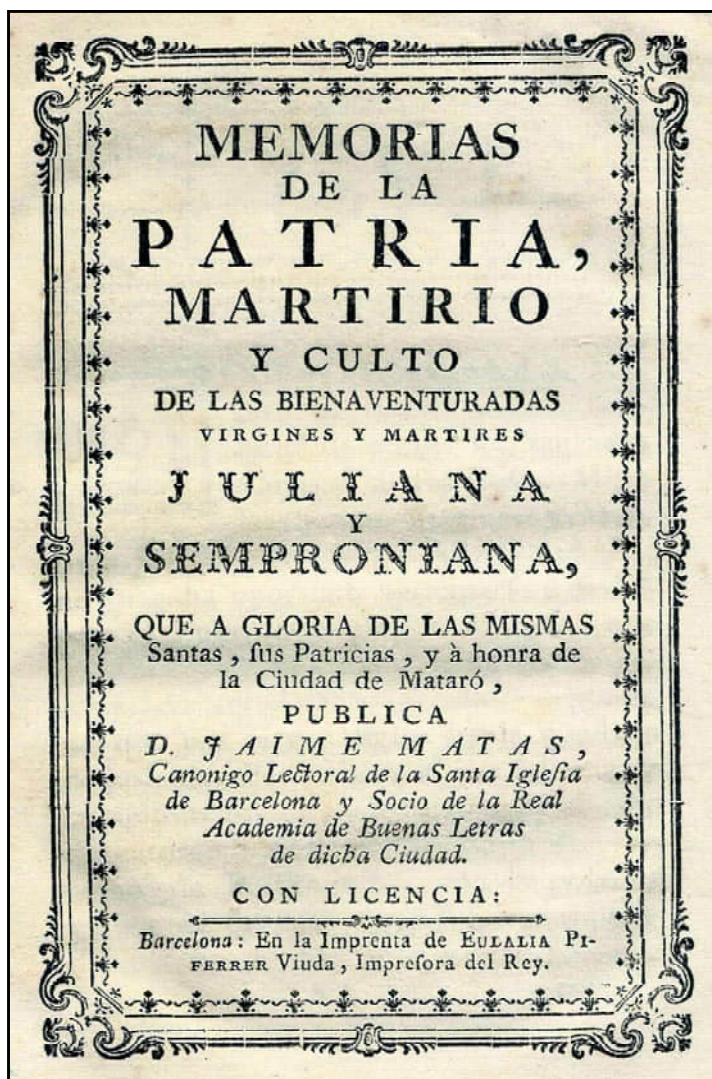 MEMORIAS
DE LA
PATRIA,
MARTIRIO
Y CULTO
DE LAS BIENAVENTURADAS
VIRGINES Y MARTIRES
JULIANA
Y
SEMPRONIANA,
QUE A GLORIA DE LAS MISMAS
Santas, ſus Patricias, y à honra de
la Ciudad de Mataró,
PUBLICA
D. JAIME MATAS,
Canonigo Lectoral de la Santa Igleſia
de Barcelona y Socio de la Real
Academia de Buenas Letras
de dicha Ciudad.
CON LICENCIA:
Barcelona: En la Imprenta de EULALIA PI-
FERRER Viuda, Impreſora del Rey.